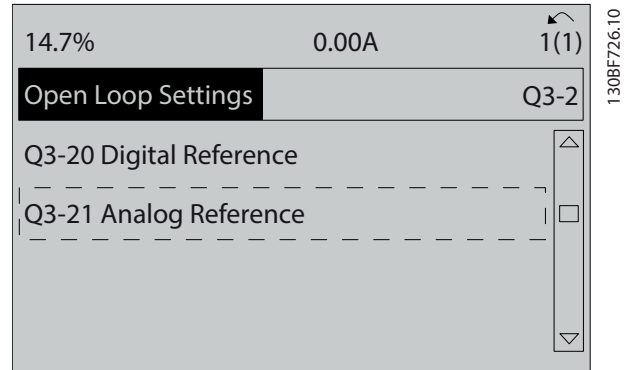 14.7% 0.00A 1(1)
Open Loop Settings Q3-2
Q3-20 Digital Reference
Q3-21 Analog Reference
130BF726.10